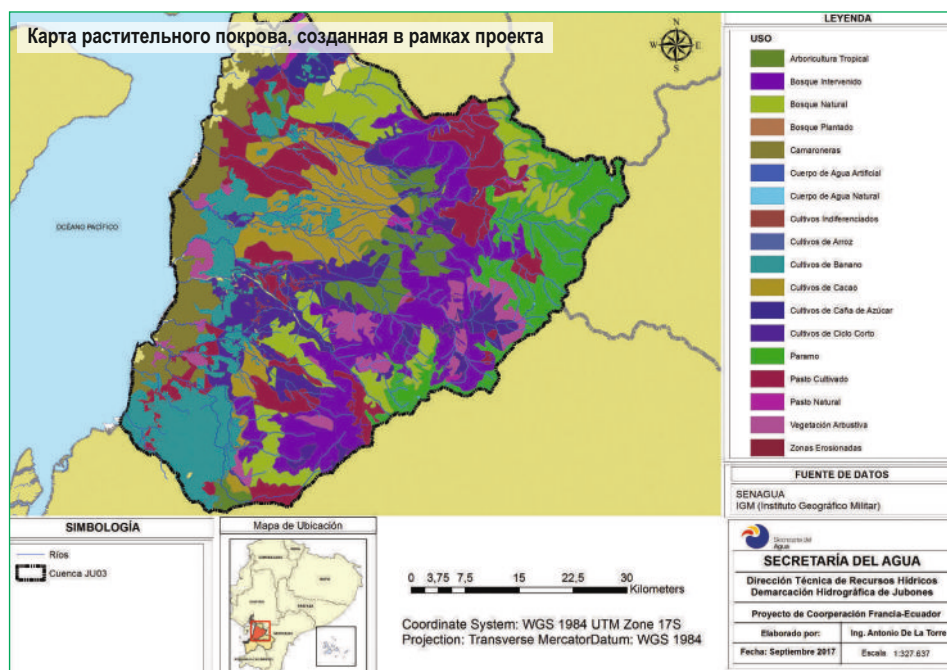 Карта растительного покрова, созданная в рамках проекта
N
W
E
S
OCÉANO PACÍFICO
LEYENDA
USO
Arboricultura Tropical
Bosque Intervenido
Bosque Natural
Bosque Plantado
Camaroneras
Cuerpo de Agua Artificial
Cuerpo de Agua Natural
Cultivos Indiferenciados
Cultivos de Arroz
Cultivos de Banano
Cultivos de Cacao
Cultivos de Caña de Azúcar
Cultivos de Ciclo Corto
Paramo
Pasto Cultivado
Pasto Natural
Vegetación Arbustiva
Zonas Erosionadas
FUENTE DE DATOS
SENAGUA
IGM (Instituto Geográfico Militar)
SIMBOLOGÍA
Ríos
Cuenca JU03
Mapa de Ubicación
0 3,75 7,5 15 22,5 30
Kilometers
Coordinate System: WGS 1984 UTM Zone 17S
Projection: Transverse MercatorDatum: WGS 1984
Secretaría del
Agua
SECRETARÍA DEL AGUA
Dirección Técnica de Recursos Hídricos
Demarcación Hidrográfica de Jubones
Proyecto de Coorperación Francia-Ecuador
Elaborado por: Ing. Antonio De La Torre
Fecha: Septiembre 2017 Escala 1:327.637